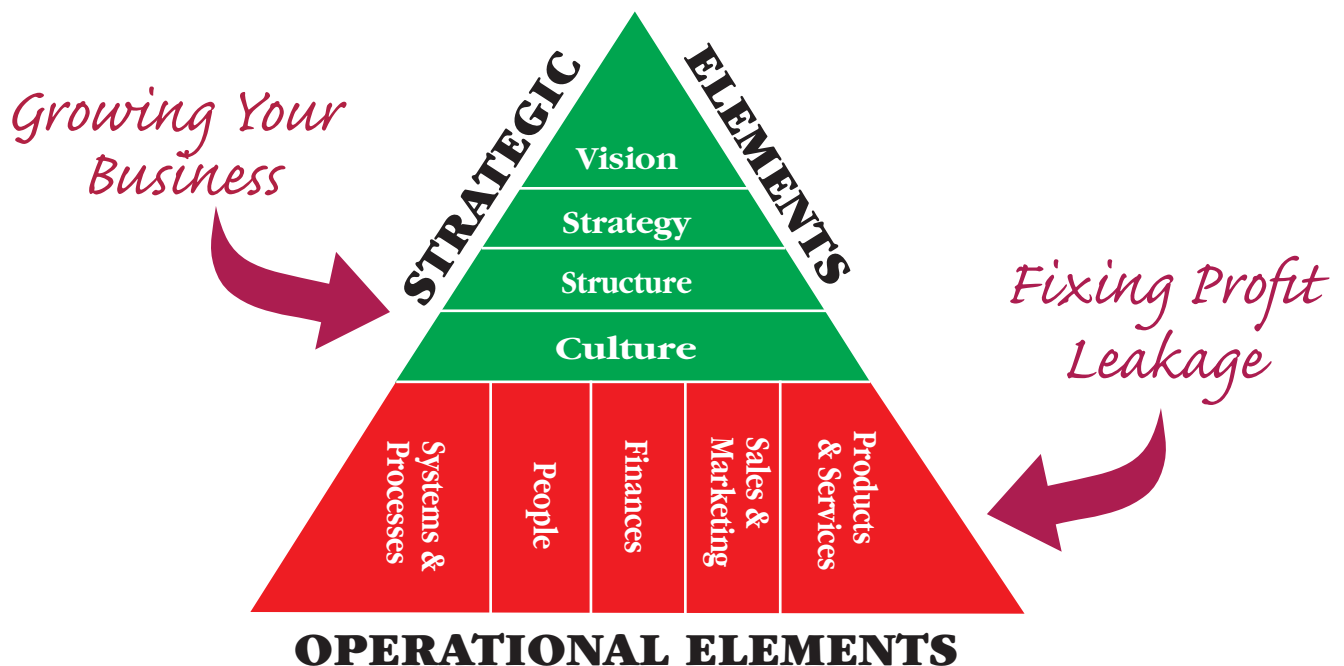 STRATEGIC
ELEMENTS
Growing Your
Business
Vision
Strategy
Structure
Culture
Fixing Profit
Leakage
Systems &
Processes
People
Finances
Sales &
Marketing
Products
& Services
OPERATIONAL ELEMENTS